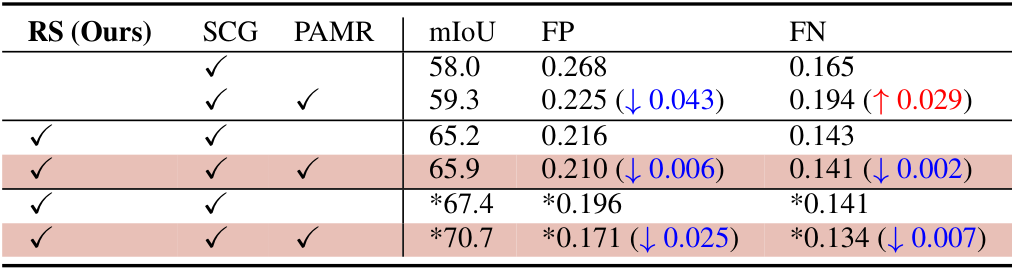 RS (Ours) SCG PAMR mIoU FP FN
✓ 58.0 0.268 0.165
✓ ✓ 59.3 0.225 (↓ 0.043) 0.194 (↑ 0.029)
✓ ✓ 65.2 0.216 0.143
✓ ✓ ✓ 65.9 0.210 (↓ 0.006) 0.141 (↓ 0.002)
✓ ✓ *67.4 *0.196 *0.141
✓ ✓ ✓ *70.7 *0.171 (↓ 0.025) *0.134 (↓ 0.007)